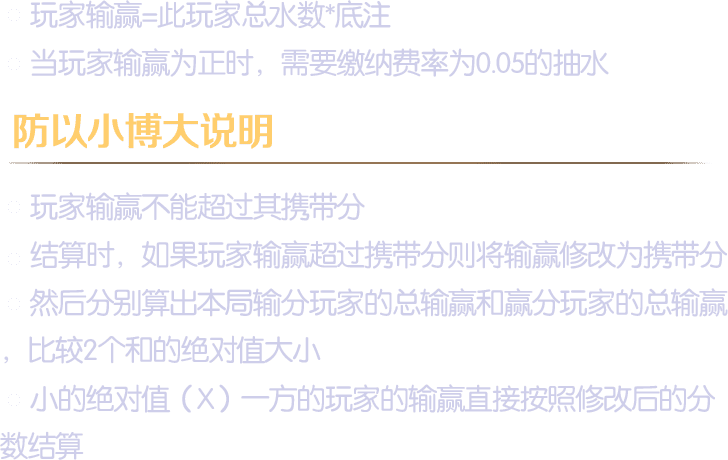 玩家输赢=此玩家总水数*底注
当玩家输赢为正时，需要缴纳费率为0.05的抽水
防以小博大说明
玩家输赢不能超过其携带分
结算时，如果玩家输赢超过携带分则将输赢修改为携带分
然后分别算出本局输分玩家的总输赢和赢分玩家的总输赢
，比较2个和的绝对值大小
小的绝对值（X）一方的玩家的输赢直接按照修改后的分
数结算